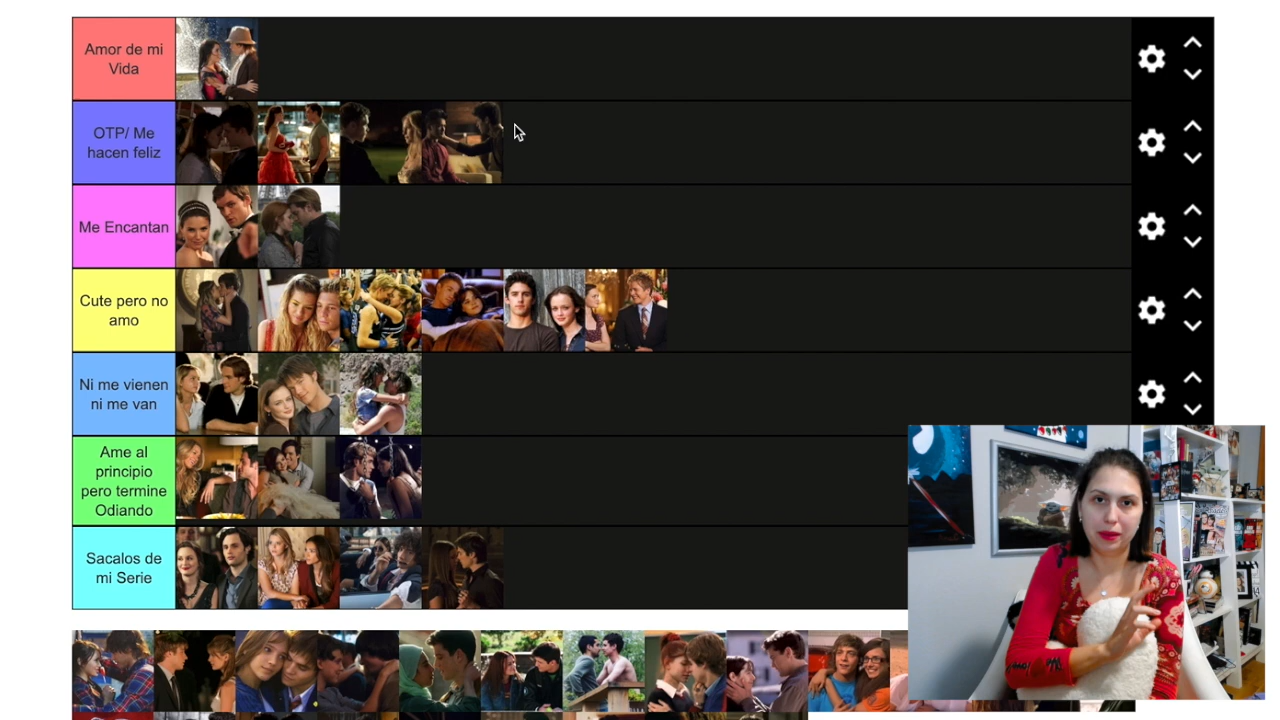 Amor de mi
Vida
OTP/ Me
hacen feliz
Me Encantan
Cute pero no
amo
Ni me vienen
ni me van
Ame al
principio
pero termine
Odiando
Sacalos de
mi Serie